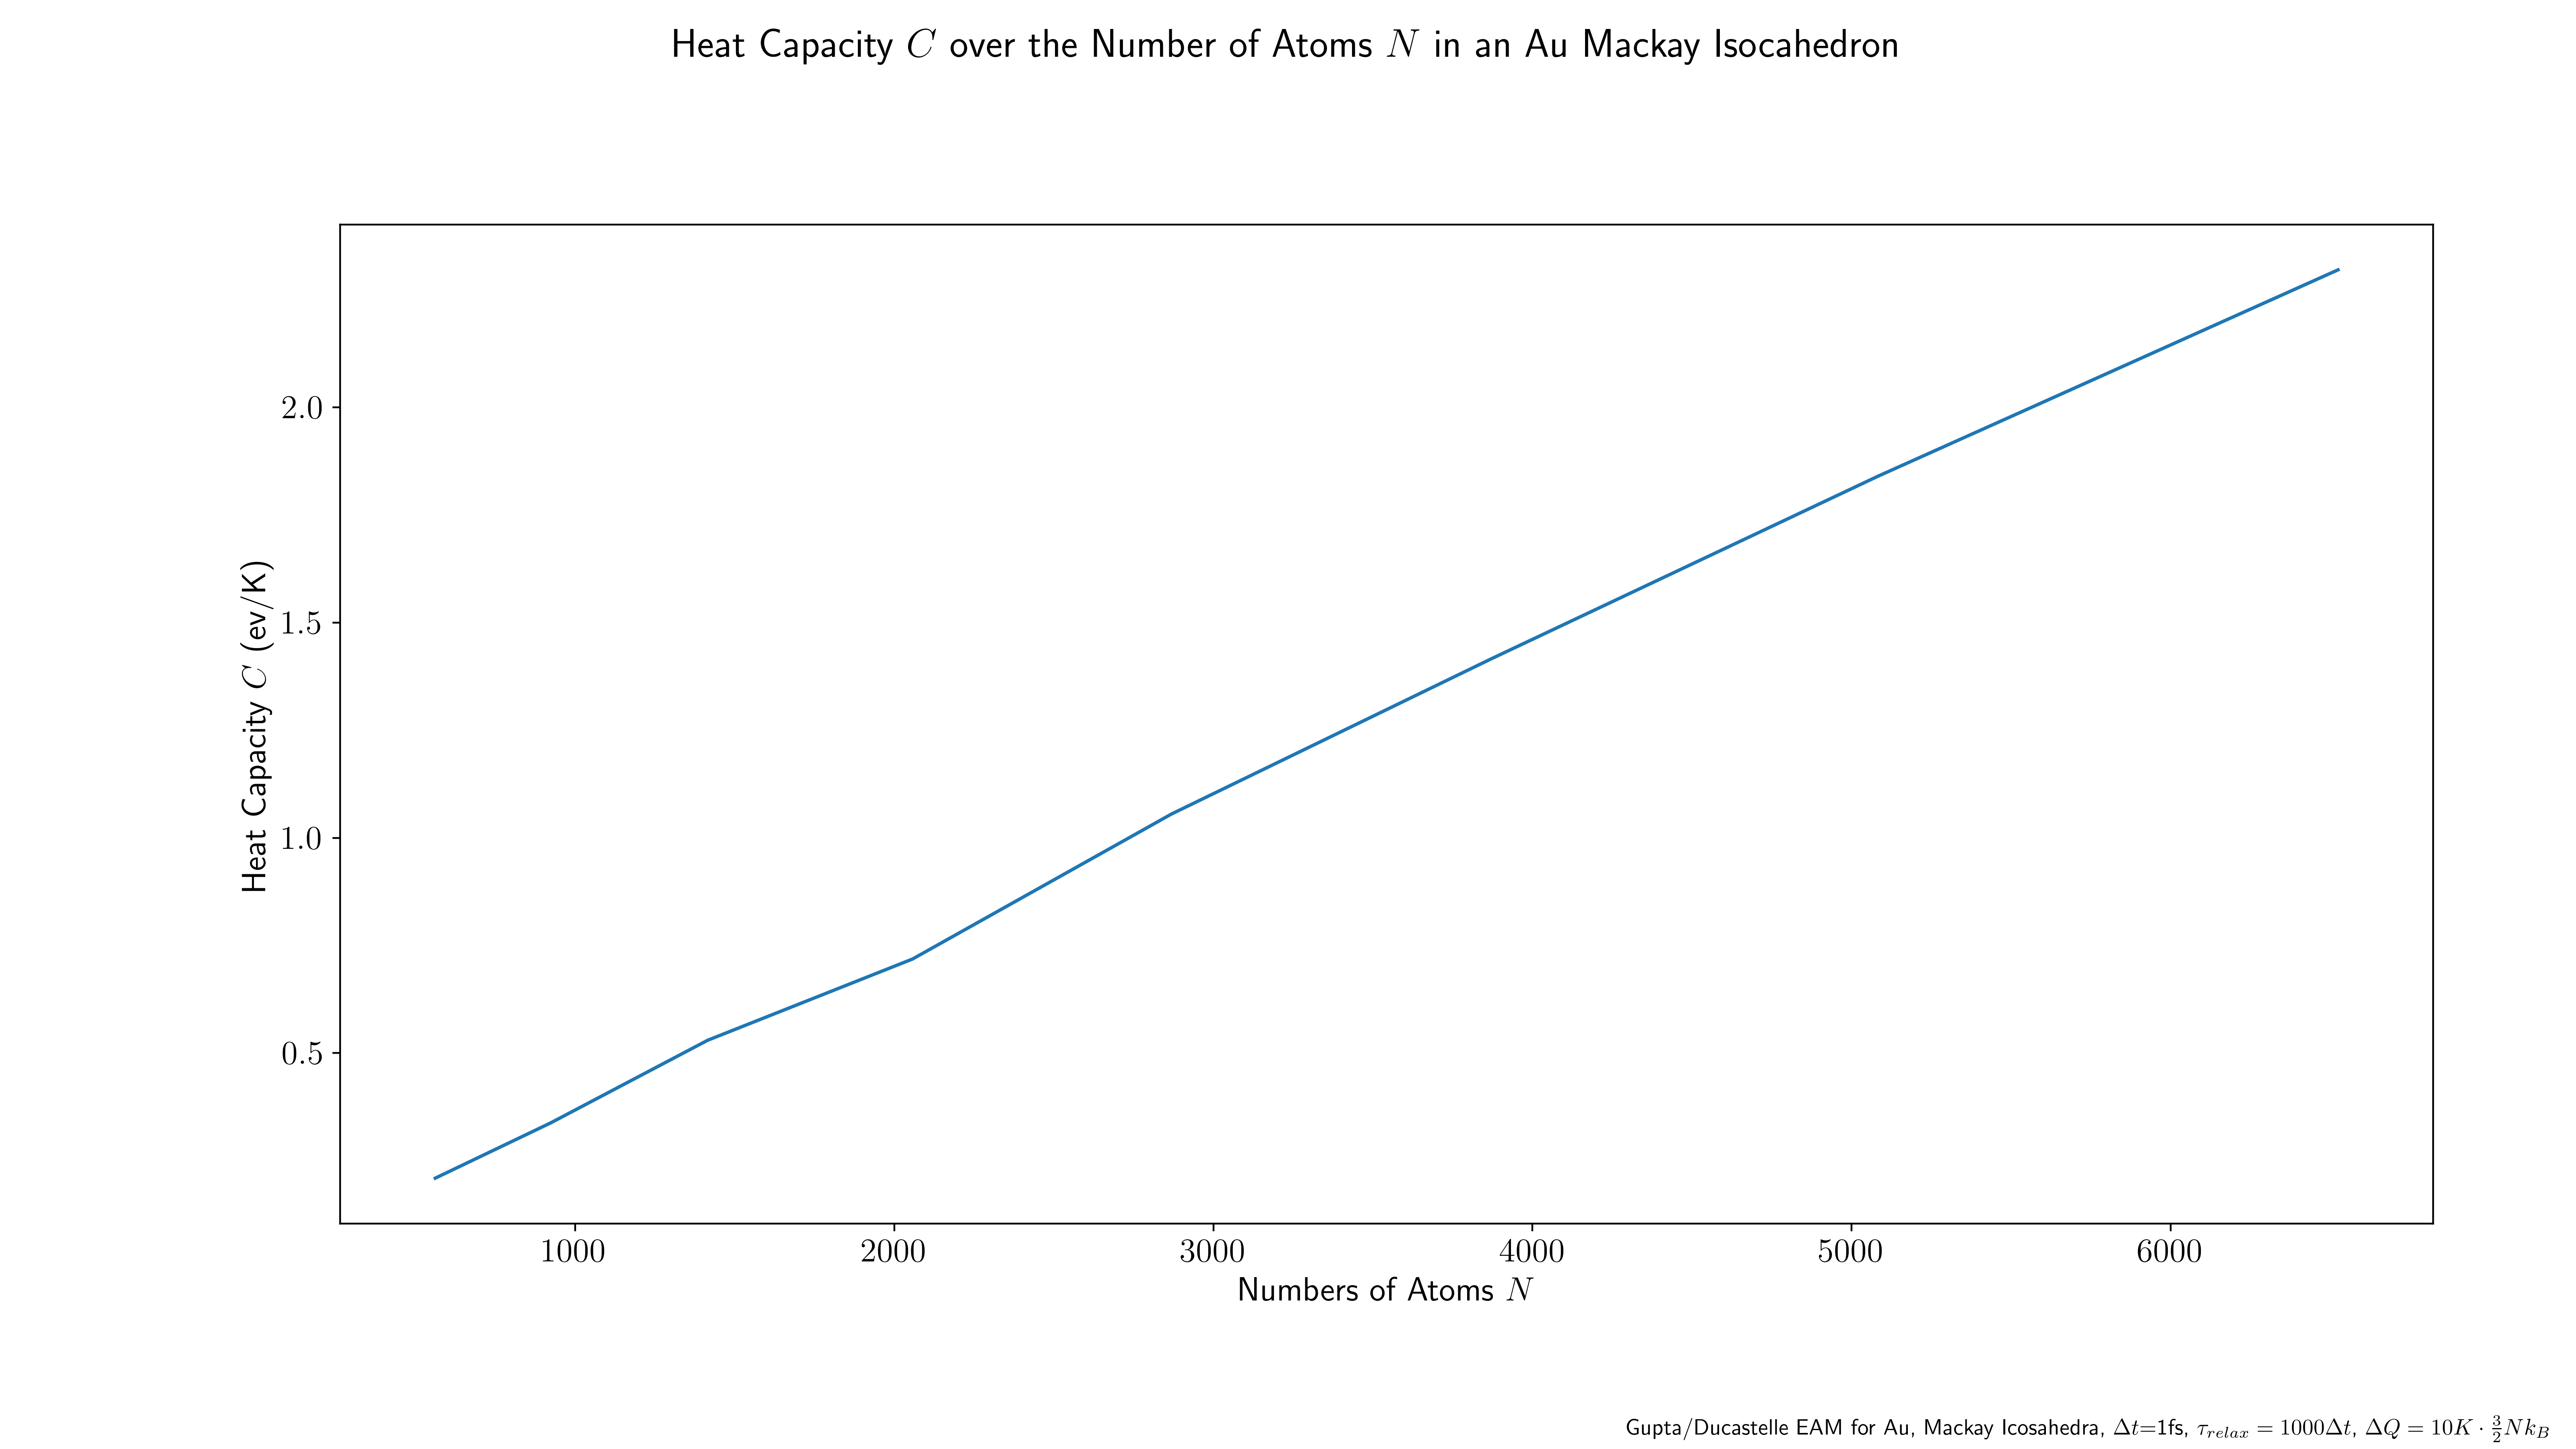 Heat Capacity C over the Number of Atoms N in an Au Mackay Isocahedron
Heat Capacity C (ev/K)
2.0
1.5
1.0
0.5
1000 2000 3000 4000 5000 6000
Numbers of Atoms N
Gupta/Ducastelle EAM for Au, Mackay Icosahedra, Δt=1fs, τ_relax = 1000Δt, ΔQ = 10K · 3/2 Nk_B